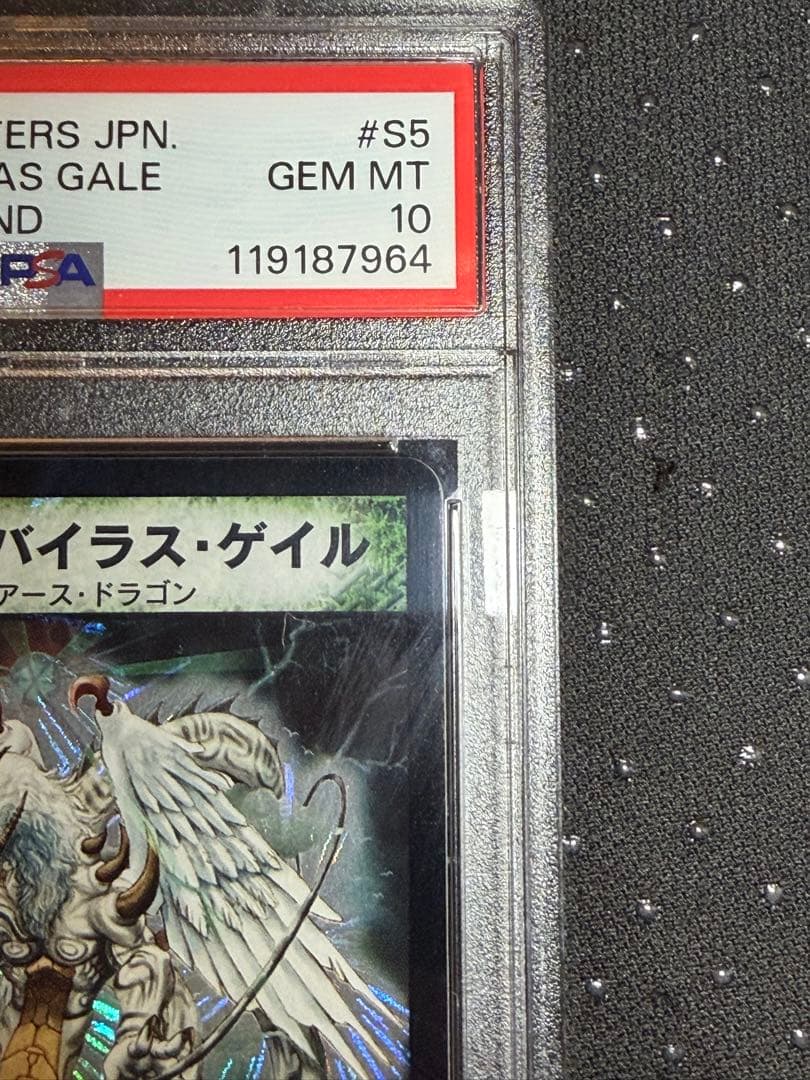 TERS JPN. #S5
AS GALE GEM MT
ND 10
PSA 119187964
バイラス・ゲイル
アース・ドラゴン